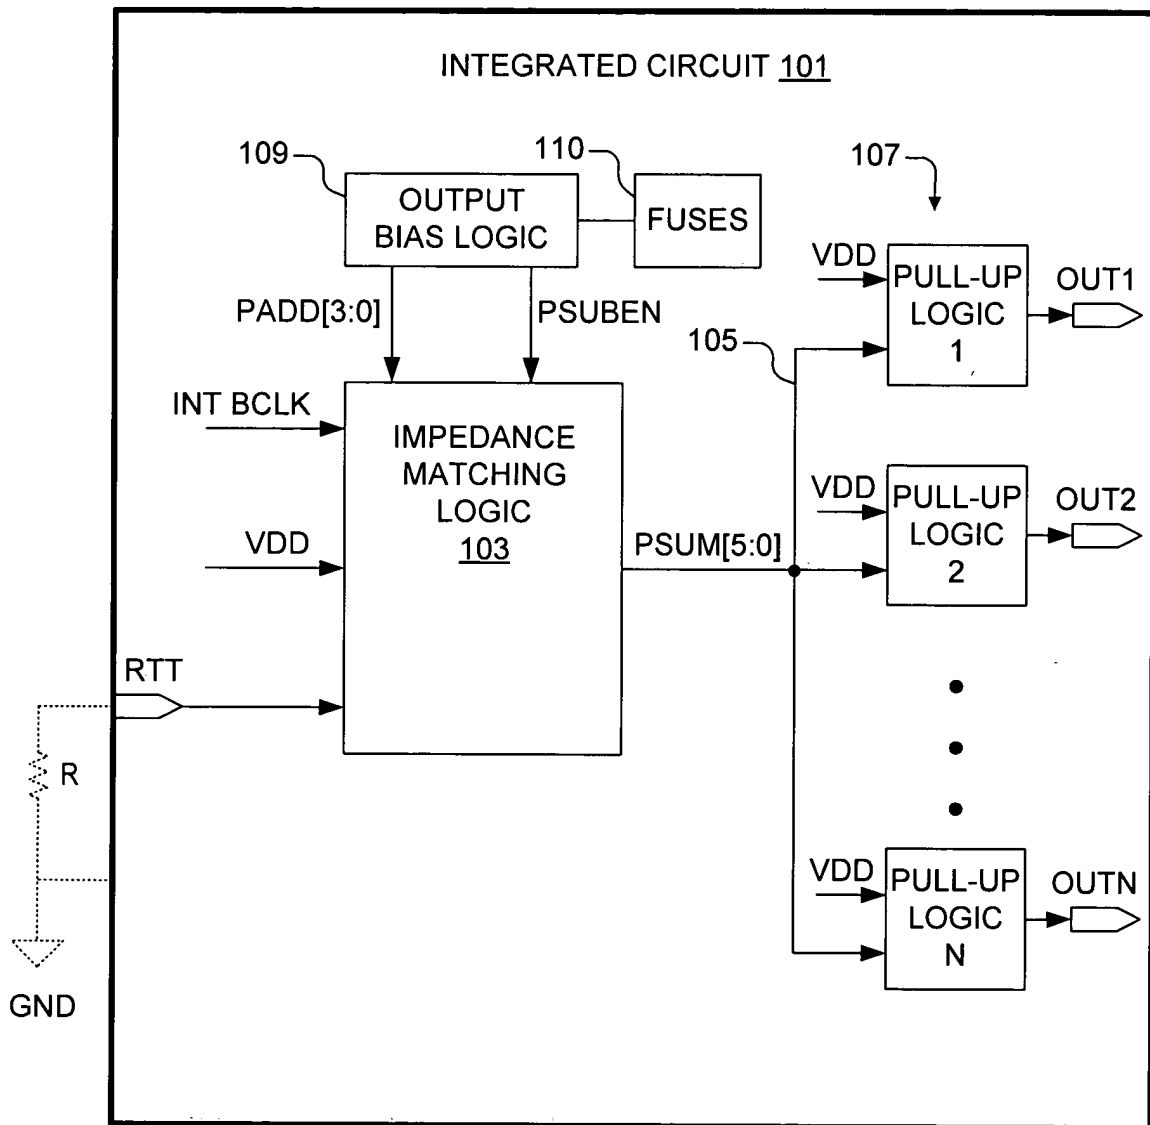 INTEGRATED CIRCUIT 101
109
110
107
OUTPUT
BIAS LOGIC
FUSES
VDD
PULL-UP
LOGIC
1
OUT1
PADD[3:0]
PSUBEN
105
INT BCLK
IMPEDANCE
MATCHING
LOGIC
103
VDD
PULL-UP
LOGIC
2
OUT2
VDD
PSUM[5:0]
RTT
R
GND
VDD
PULL-UP
LOGIC
N
OUTN